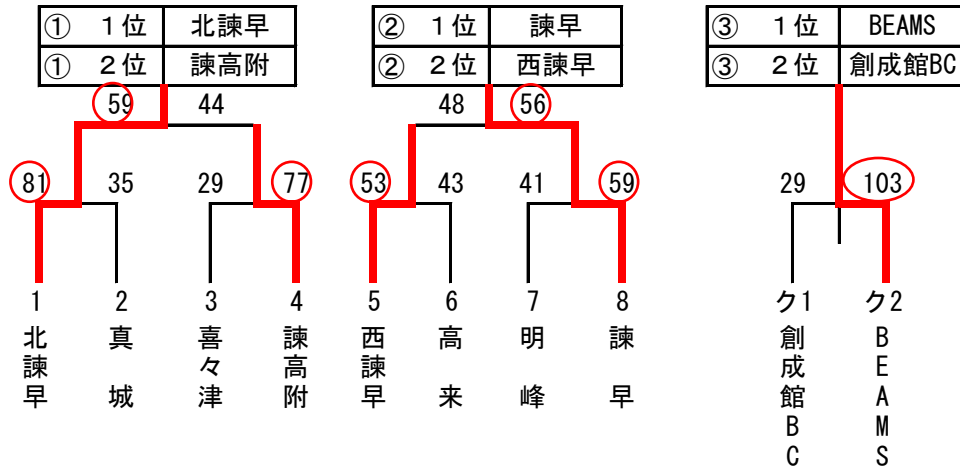 ① １位 北諫早 ② １位 諫早 ③ １位 BEAMS
① ２位 諫高附 ② ２位 西諫早 ③ ２位 創成館BC
59 44 48 56
81 35 29 77 53 43 41 59 29 103
1 2 3 4 5 6 7 8 ク1 ク2
北諫早
真城
喜々津
諫高附
西諫早
高来
明峰
諫早
創成館BC
BEAMS